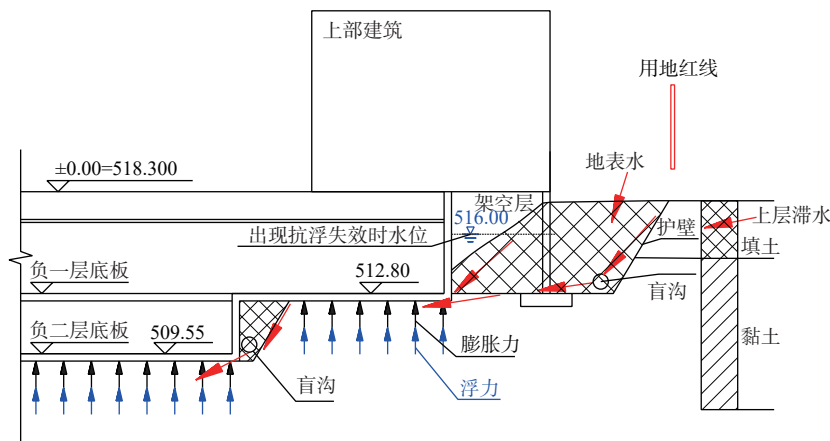 上部建筑
用地红线
±0.00=518.300
地表水
架空层
516.00
上层滞水
出现抗浮失效时水位
护壁
填土
负一层底板
512.80
盲沟
负二层底板
509.55
膨胀力
黏土
盲沟
浮力